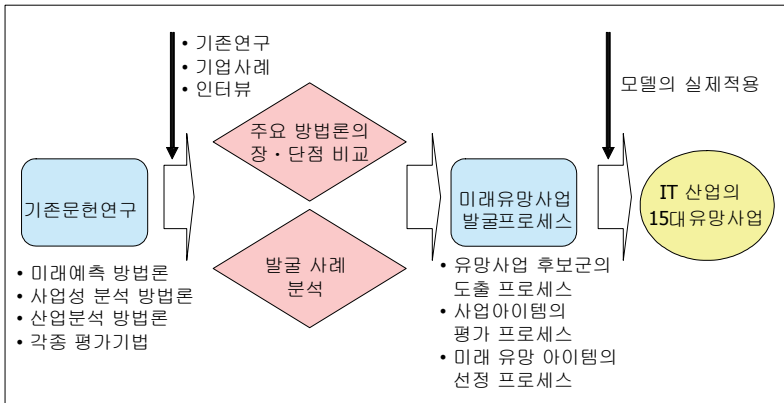 • 기존연구
• 기업사례
• 인터뷰
모델의 실제적용
기존문헌연구
• 미래예측 방법론
• 사업성 분석 방법론
• 산업분석 방법론
• 각종 평가기법
주요 방법론의
장・단점 비교
발굴 사례
분석
미래유망사업
발굴프로세스
• 유망사업 후보군의
도출 프로세스
• 사업아이템의
평가 프로세스
• 미래 유망 아이템의
선정 프로세스
IT 산업의
15대유망사업